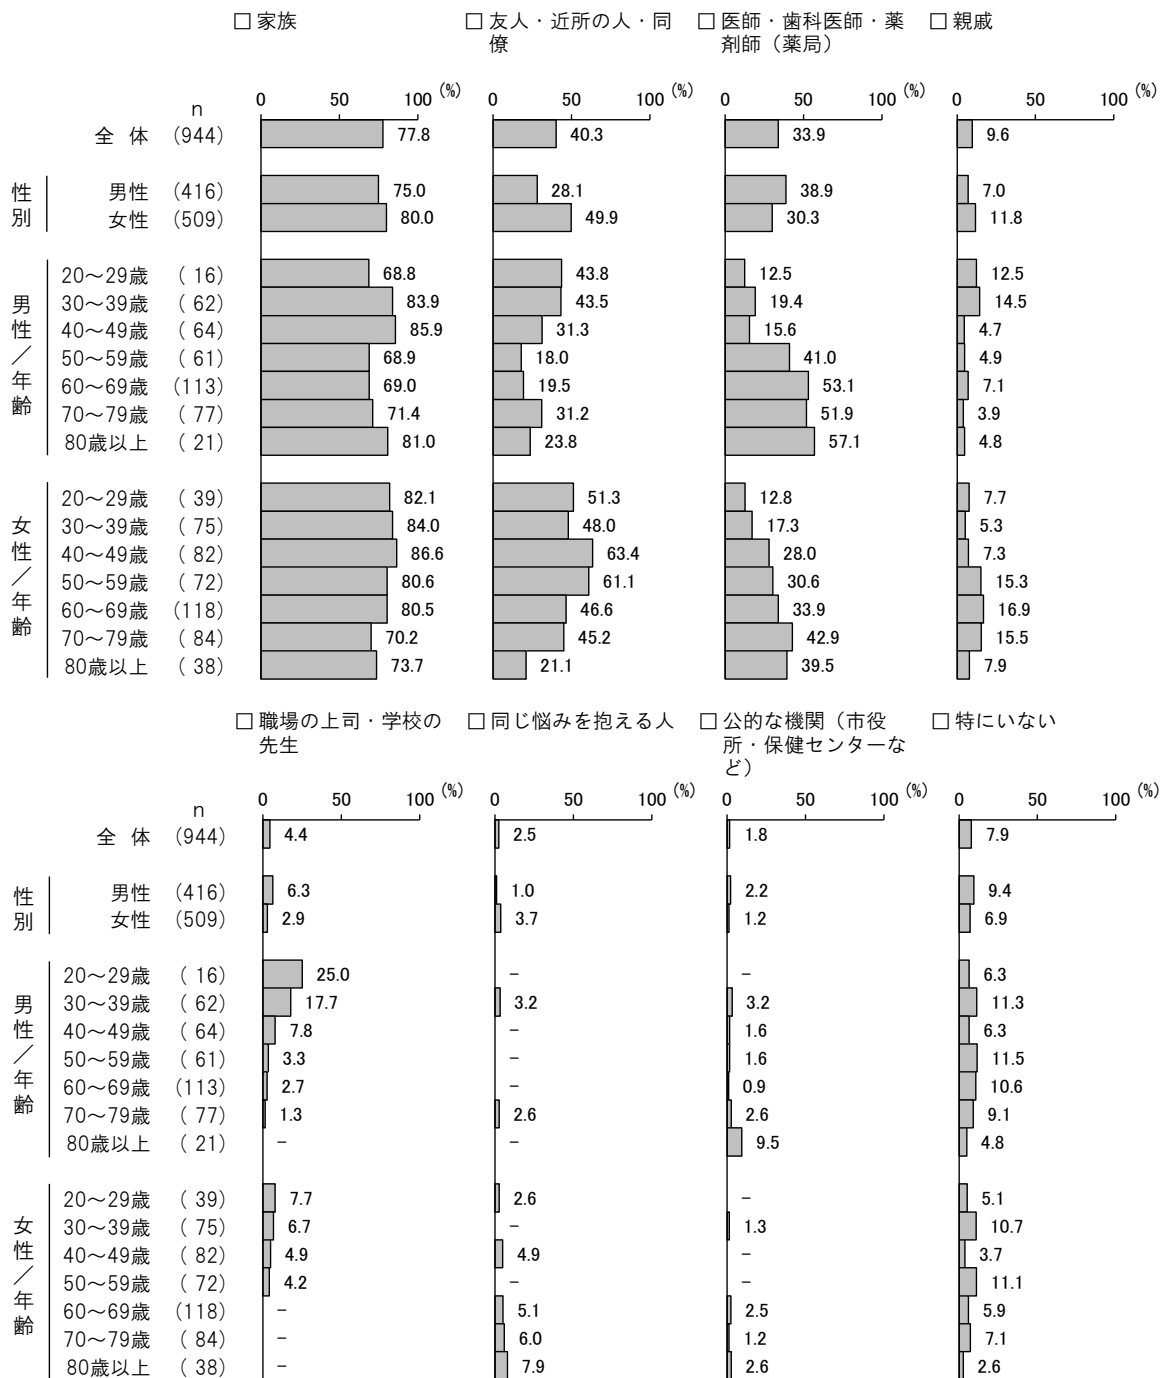 □ 家族 □ 友人・近所の人・同僚 □ 医師・歯科医師・薬剤師（薬局） □ 親戚
n 0 50 100 (%) 0 50 100 (%) 0 50 100 (%) 0 50 100 (%)
全 体 (944) 77.8 40.3 33.9 9.6
性別
男性 (416) 75.0 28.1 38.9 7.0
女性 (509) 80.0 49.9 30.3 11.8
男性／年齢
20～29歳 ( 16) 68.8 43.8 12.5 12.5
30～39歳 ( 62) 83.9 43.5 19.4 14.5
40～49歳 ( 64) 85.9 31.3 15.6 4.7
50～59歳 ( 61) 68.9 18.0 41.0 4.9
60～69歳 (113) 69.0 19.5 53.1 7.1
70～79歳 ( 77) 71.4 31.2 51.9 3.9
80歳以上 ( 21) 81.0 23.8 57.1 4.8
女性／年齢
20～29歳 ( 39) 82.1 51.3 12.8 7.7
30～39歳 ( 75) 84.0 48.0 17.3 5.3
40～49歳 ( 82) 86.6 63.4 28.0 7.3
50～59歳 ( 72) 80.6 61.1 30.6 15.3
60～69歳 (118) 80.5 46.6 33.9 16.9
70～79歳 ( 84) 70.2 45.2 42.9 15.5
80歳以上 ( 38) 73.7 21.1 39.5 7.9
□ 職場の上司・学校の先生 □ 同じ悩みを抱える人 □ 公的な機関（市役所・保健センターなど） □ 特にいない
n 0 50 100 (%) 0 50 100 (%) 0 50 100 (%) 0 50 100 (%)
全 体 (944) 4.4 2.5 1.8 7.9
性別
男性 (416) 6.3 1.0 2.2 9.4
女性 (509) 2.9 3.7 1.2 6.9
男性／年齢
20～29歳 ( 16) 25.0 － － 6.3
30～39歳 ( 62) 17.7 3.2 3.2 11.3
40～49歳 ( 64) 7.8 － 1.6 6.3
50～59歳 ( 61) 3.3 － 1.6 11.5
60～69歳 (113) 2.7 － 0.9 10.6
70～79歳 ( 77) 1.3 2.6 2.6 9.1
80歳以上 ( 21) － － 9.5 4.8
女性／年齢
20～29歳 ( 39) 7.7 2.6 － 5.1
30～39歳 ( 75) 6.7 － 1.3 10.7
40～49歳 ( 82) 4.9 4.9 － 3.7
50～59歳 ( 72) 4.2 － － 11.1
60～69歳 (118) － 5.1 2.5 5.9
70～79歳 ( 84) － 6.0 1.2 7.1
80歳以上 ( 38) － 7.9 2.6 2.6